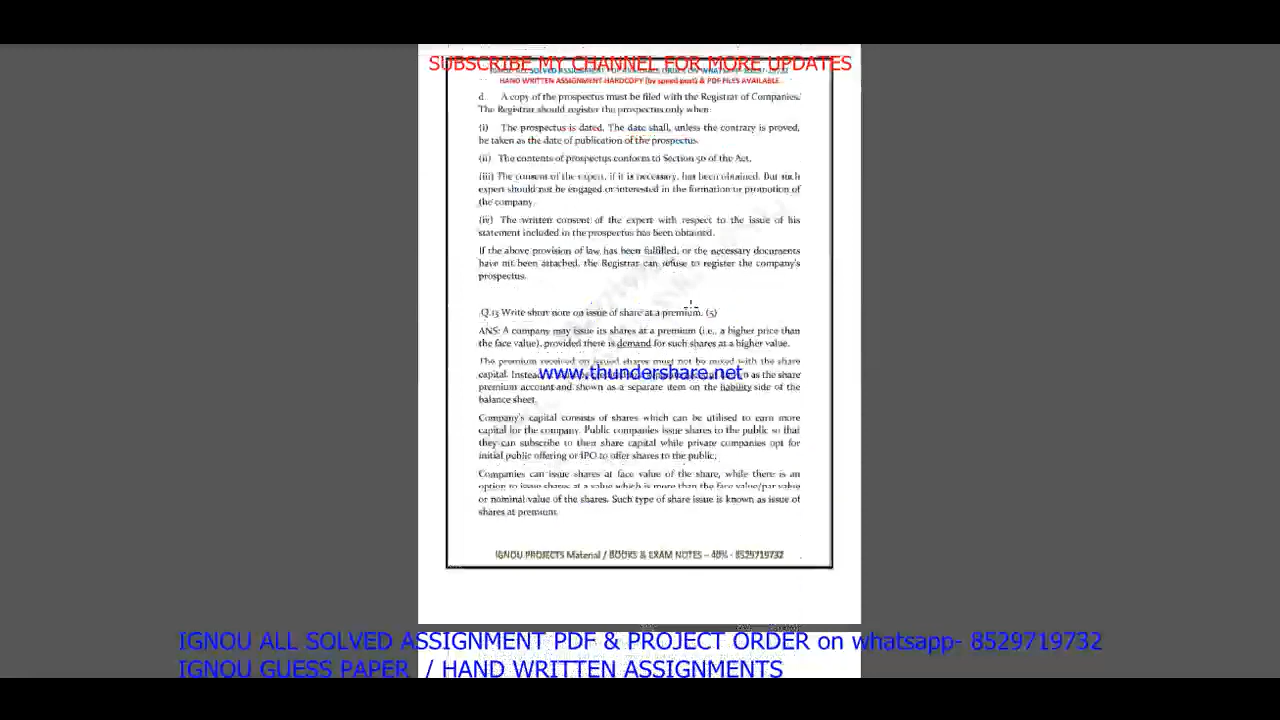 SUBSCRIBE MY CHANNEL FOR MORE UPDATES
HAND WRITTEN ASSIGNMENT HARDCOPY (by speed post) & PDF FILES AVAILABLE
d. A copy of the prospectus must be filed with the Registrar of Companies.
The Registrar should register the prospectus only when
(i) The prospectus is dated. The date shall, unless the contrary is proved,
be taken as the date of publication of the prospectus.
(ii) The contents of prospectus conform to Section 56 of the Act.
(iii) The consent of the expert, if it is necessary, has been obtained. But such
expert should not be engaged or interested in the formation or promotion of
the company.
(iv) The written consent of the expert with respect to the issue of his
statement included in the prospectus has been obtained.
If the above provision of law has been fulfilled, or the necessary documents
have not been attached, the Registrar can refuse to register the company's
prospectus.
Q.13 Write short note on issue of share at a premium. (5)
ANS: A company may issue its shares at a premium (i.e., a higher price than
the face value), provided there is demand for such shares at a higher value.
The premium received on issued shares must not be mixed with the share
capital. Instead as the share
www.thundershare.net
premium account and shown as a separate item on the liability side of the
balance sheet.
Company's capital consists of shares which can be utilised to earn more
capital for the company. Public companies issue shares to the public so that
they can subscribe to then share capital while private companies opt for
initial public offering or IPO to offer shares to the public.
Companies can issue shares at face value of the share, while there is an
option to issue shares at a value which is more than the face value/par value
or nominal value of the shares. Such type of share issue is known as issue of
shares at premium.
IGNOU PROJECTS Material / BOOKS & EXAM NOTES – 40% - 8529719732
IGNOU ALL SOLVED ASSIGNMENT PDF & PROJECT ORDER on whatsapp- 8529719732
IGNOU GUESS PAPER / HAND WRITTEN ASSIGNMENTS